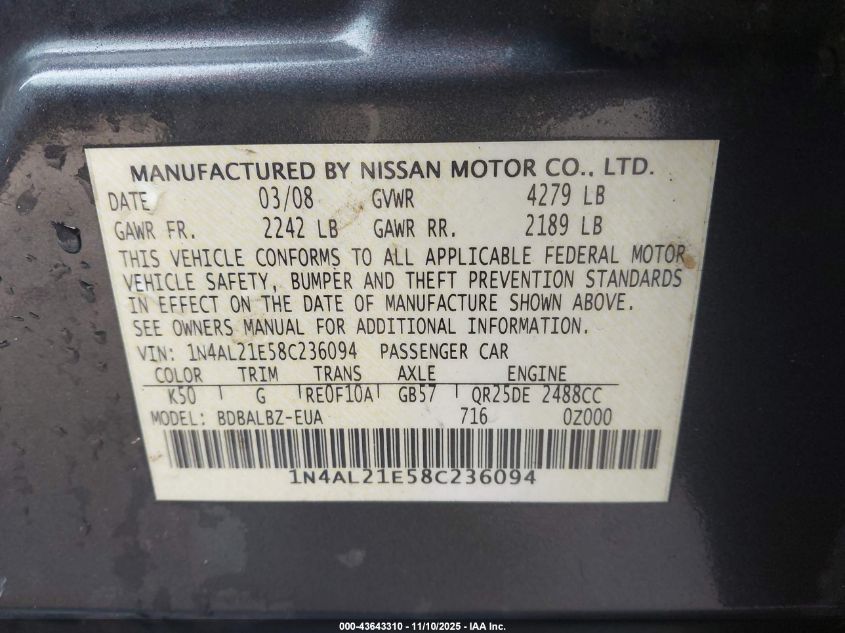 MANUFACTURED BY NISSAN MOTOR CO., LTD.
DATE 03/08 GVWR 4279 LB
GAWR FR. 2242 LB GAWR RR. 2189 LB
THIS VEHICLE CONFORMS TO ALL APPLICABLE FEDERAL MOTOR
VEHICLE SAFETY, BUMPER AND THEFT PREVENTION STANDARDS
IN EFFECT ON THE DATE OF MANUFACTURE SHOWN ABOVE.
SEE OWNERS MANUAL FOR ADDITIONAL INFORMATION.
VIN: 1N4AL21E58C236094 PASSENGER CAR
COLOR TRIM TRANS AXLE ENGINE
K50 G RE0F10A GB57 QR25DE 2488CC
MODEL: BDBALBZ-EUA 716 0Z000
1N4AL21E58C236094
000-43643310 - 11/10/2025 - IAA Inc.